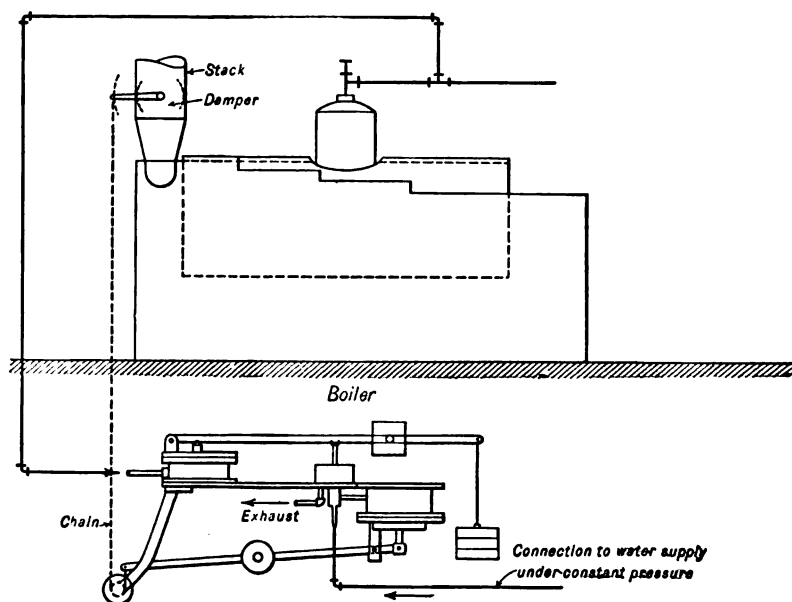 Stack
Damper
Boiler
Exhaust
Chain
Connection to water supply
under constant pressure